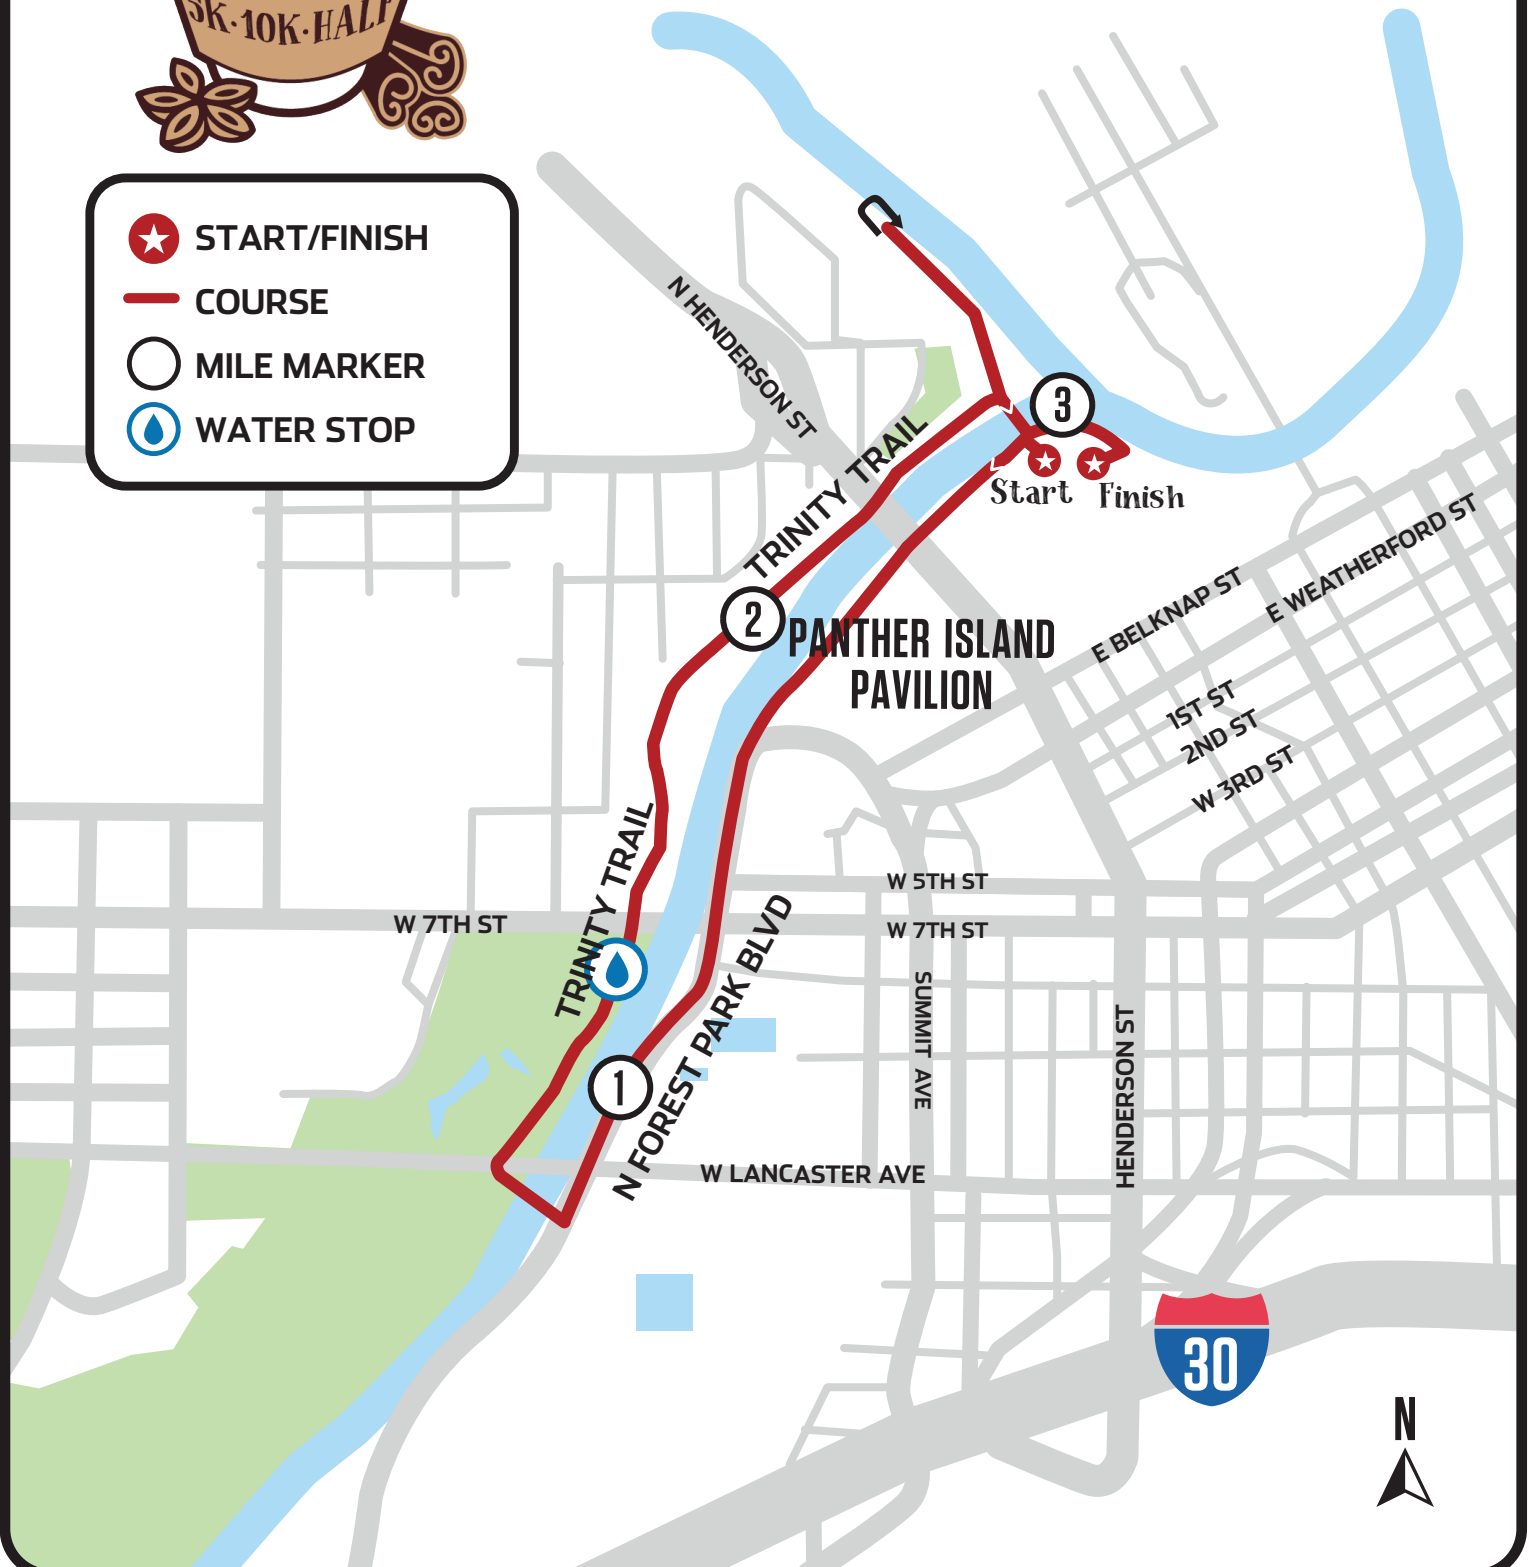 5K·10K·HALF
START/FINISH
COURSE
MILE MARKER
WATER STOP
N HENDERSON ST
TRINITY TRAIL
3
Start
Finish
2
PANTHER ISLAND
PAVILION
E BELKNAP ST
E WEATHERFORD ST
1ST ST
2ND ST
W 3RD ST
TRINITY TRAIL
W 5TH ST
W 7TH ST
W 7TH ST
N FOREST PARK BLVD
1
SUMMIT AVE
HENDERSON ST
W LANCASTER AVE
30
N